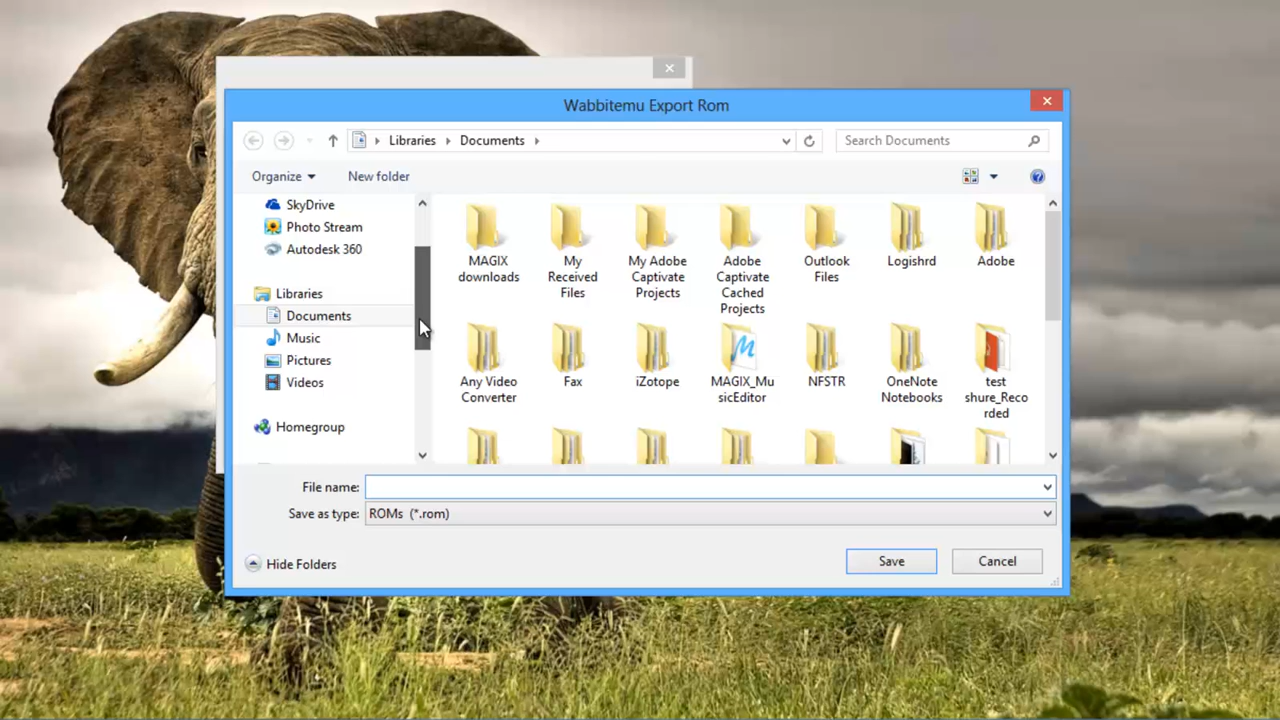 Wabbitemu Export Rom
Libraries
Documents
Search Documents
Organize
New folder
SkyDrive
Photo Stream
Autodesk 360
Libraries
Documents
Music
Pictures
Videos
Homegroup
MAGIX
downloads
My
Received
Files
My Adobe
Captivate
Projects
Adobe
Captivate
Cached
Projects
Outlook
Files
Logishrd
Adobe
Any Video
Converter
Fax
iZotope
MAGIX_Mu
sicEditor
NFSTR
OneNote
Notebooks
test
shure_Reco
rded
File name:
Save as type: ROMs (*.rom)
Hide Folders
Save
Cancel